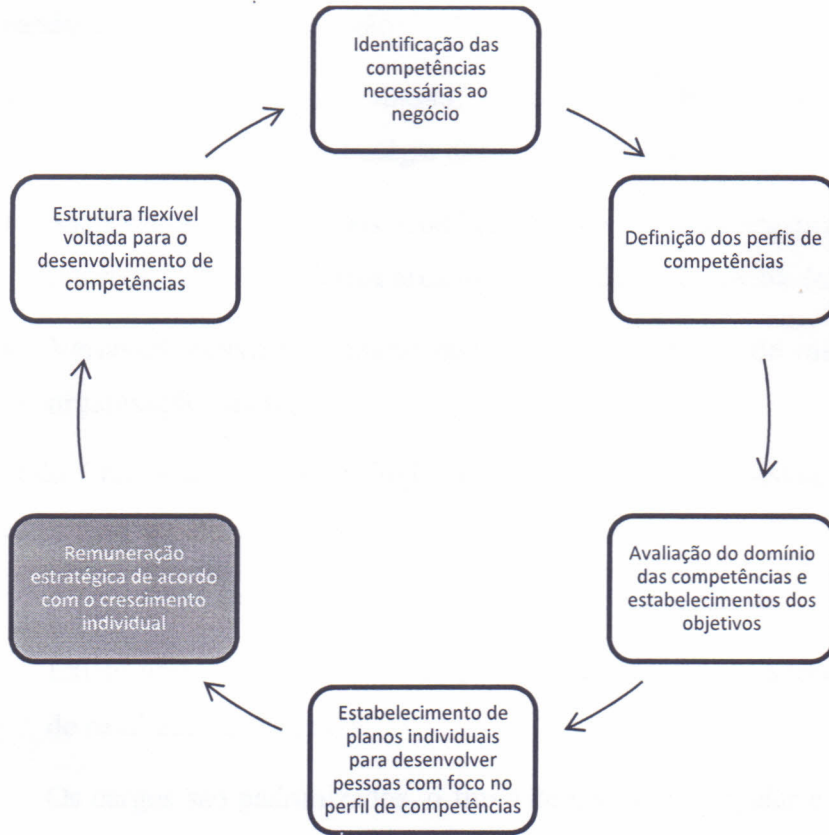 Identificação das
competências
necessárias ao
negócio
Definição dos perfis de
competências
Avaliação do domínio
das competências e
estabelecimentos dos
objetivos
Estabelecimento de
planos individuais
para desenvolver
pessoas com foco no
perfil de competências
Remuneração
estratégica de acordo
com o crescimento
individual
Estrutura flexível
voltada para o
desenvolvimento de
competências